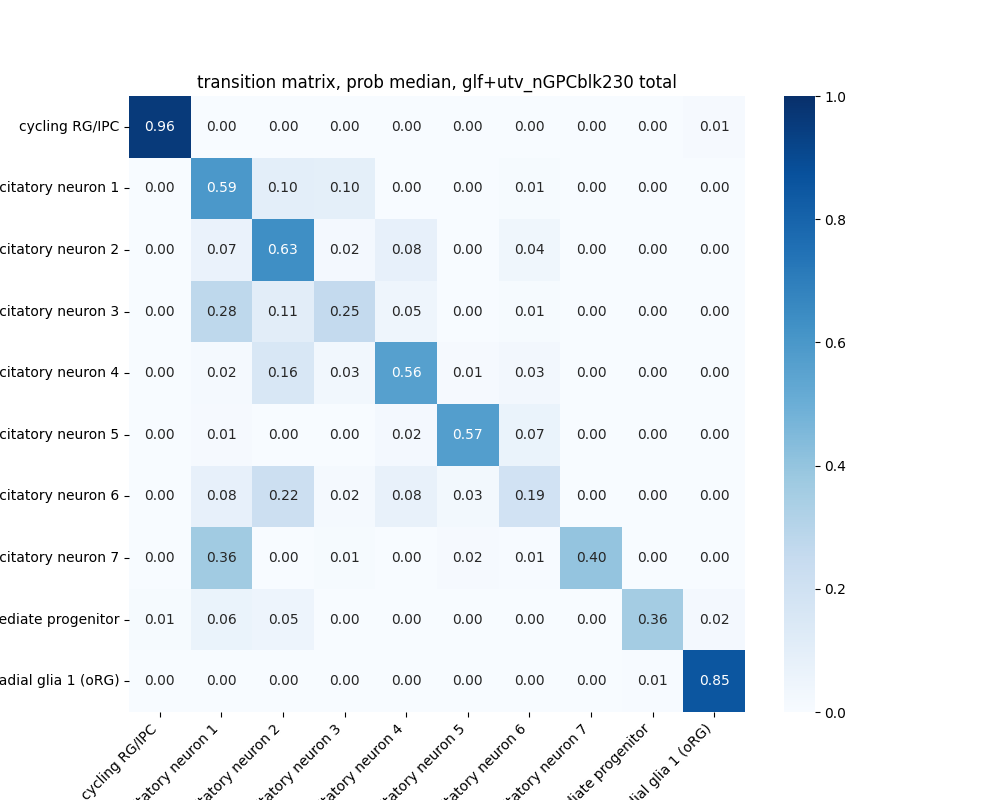 transition matrix, prob median, glf+utv_nGPCblk230 total
cycling RG/IPC 0.96 0.00 0.00 0.00 0.00 0.00 0.00 0.00 0.00 0.01
citatory neuron 1 0.00 0.59 0.10 0.10 0.00 0.00 0.01 0.00 0.00 0.00
citatory neuron 2 0.00 0.07 0.63 0.02 0.08 0.00 0.04 0.00 0.00 0.00
citatory neuron 3 0.00 0.28 0.11 0.25 0.05 0.00 0.01 0.00 0.00 0.00
citatory neuron 4 0.00 0.02 0.16 0.03 0.56 0.01 0.03 0.00 0.00 0.00
citatory neuron 5 0.00 0.01 0.00 0.00 0.02 0.57 0.07 0.00 0.00 0.00
citatory neuron 6 0.00 0.08 0.22 0.02 0.08 0.03 0.19 0.00 0.00 0.00
citatory neuron 7 0.00 0.36 0.00 0.01 0.00 0.02 0.01 0.40 0.00 0.00
ediate progenitor 0.01 0.06 0.05 0.00 0.00 0.00 0.00 0.00 0.36 0.02
adial glia 1 (oRG) 0.00 0.00 0.00 0.00 0.00 0.00 0.00 0.00 0.01 0.85
cycling RG/IPC
tatory neuron 1
itatory neuron 2
tatory neuron 3
tatory neuron 4
tatory neuron 5
tatory neuron 6
tatory neuron 7
diate progenitor
dial glia 1 (oRG)
1.0
0.8
0.6
0.4
0.2
0.0